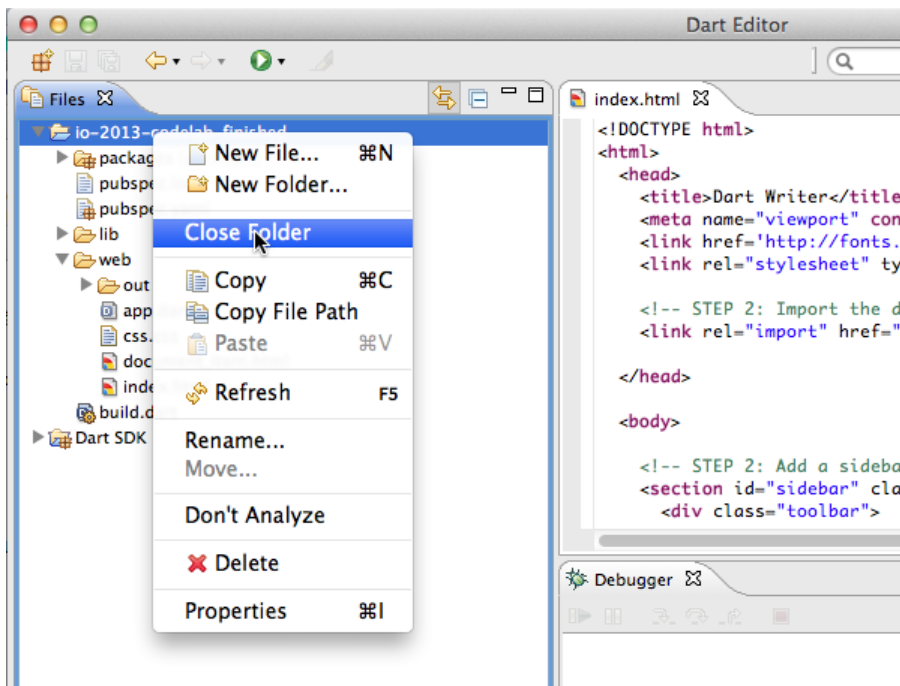 Dart Editor
Files
io-2013-codelab_finished
packag
pubspe
pubspe
lib
web
out
app
css.
doc
inde
build.d
Dart SDK
New File... ⌘N
New Folder...
Close Folder
Copy ⌘C
Copy File Path
Paste ⌘V
Refresh F5
Rename...
Move...
Don't Analyze
Delete
Properties ⌘I
index.html
<!DOCTYPE html>
<html>
<head>
<title>Dart Writer</title
<meta name="viewport" con
<link href='http://fonts.
<link rel="stylesheet" ty
<!-- STEP 2: Import the d
<link rel="import" href="
</head>
<body>
<!-- STEP 2: Add a sideba
<section id="sidebar" cla
<div class="toolbar">
Debugger